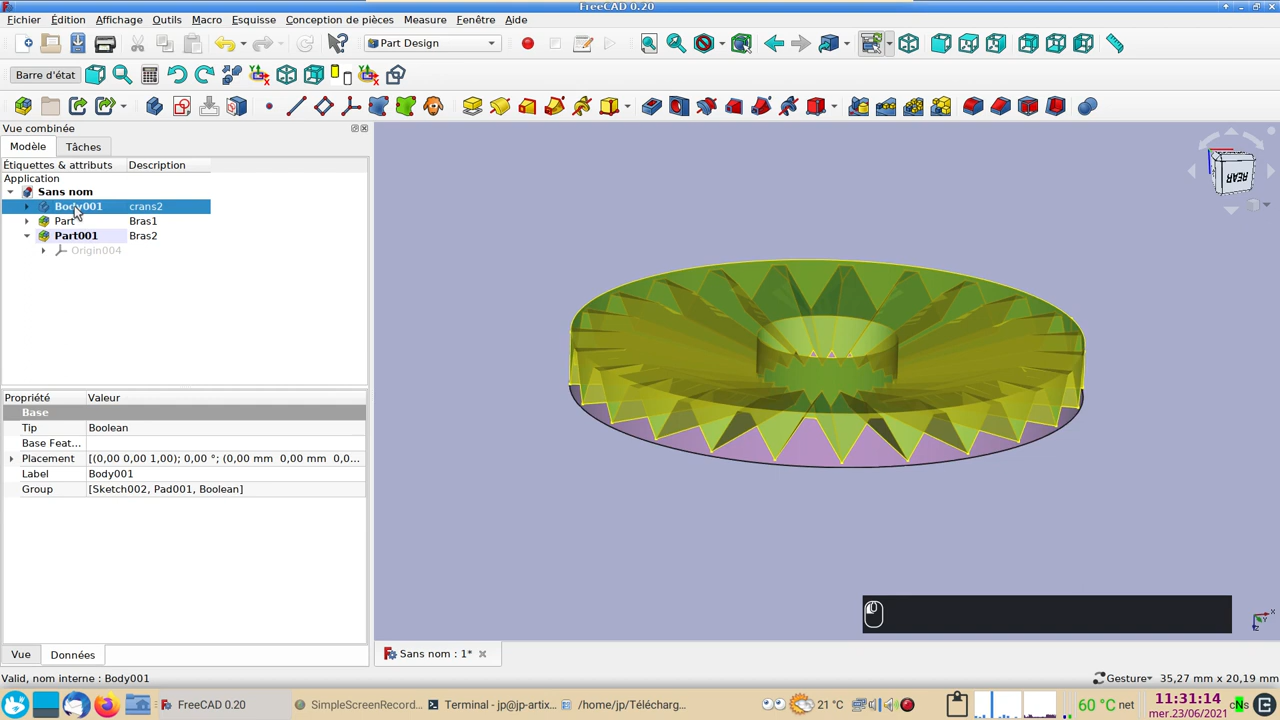 FreeCAD 0.20
Fichier Édition Affichage Outils Macro Esquisse Conception de pièces Measure Fenêtre Aide
Part Design
Barre d'état
Vue combinée
Modèle Tâches
Étiquettes & attributs Description
Application
Sans nom
Body001 crans2
Part Bras1
Part001 Bras2
Origin004
REAR
Propriété Valeur
Base
Tip Boolean
Base Feat...
Placement [(0,00 0,00 1,00); 0,00 °; (0,00 mm 0,00 mm 0,0...
Label Body001
Group [Sketch002, Pad001, Boolean]
Vue Données
Sans nom : 1*
Valid, nom interne : Body001
Gesture 35,27 mm x 20,19 mm
FreeCAD 0.20 SimpleScreenRecord... Terminal - jp@jp-artix... /home/jp/Télécharg... 21 °C 60 °C net 11:31:14 cNs
mer.23/06/2021